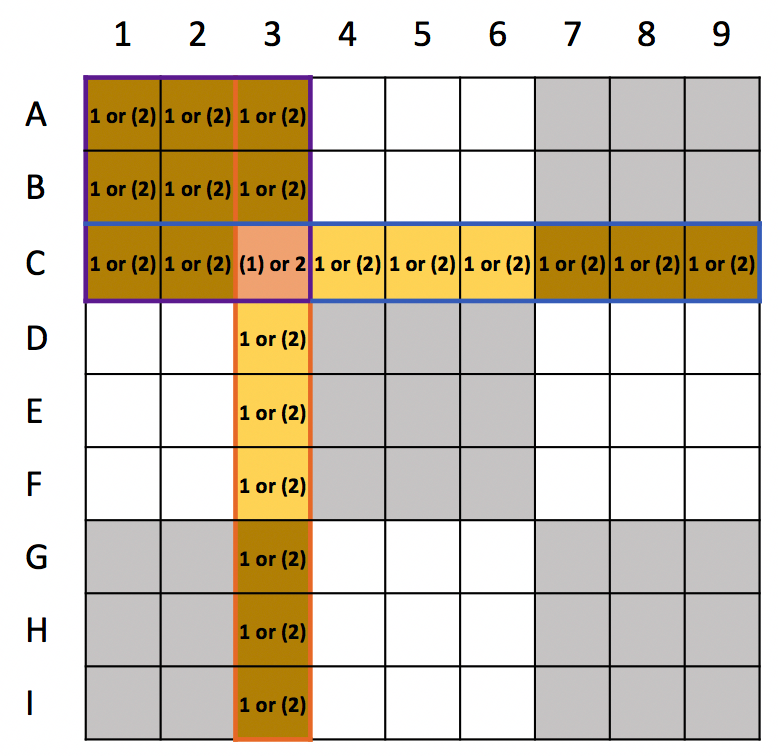 1 2 3 4 5 6 7 8 9
A 1 or (2) 1 or (2) 1 or (2)
B 1 or (2) 1 or (2) 1 or (2)
C 1 or (2) 1 or (2) (1) or 2 1 or (2) 1 or (2) 1 or (2) 1 or (2) 1 or (2) 1 or (2)
D 1 or (2)
E 1 or (2)
F 1 or (2)
G 1 or (2)
H 1 or (2)
I 1 or (2)